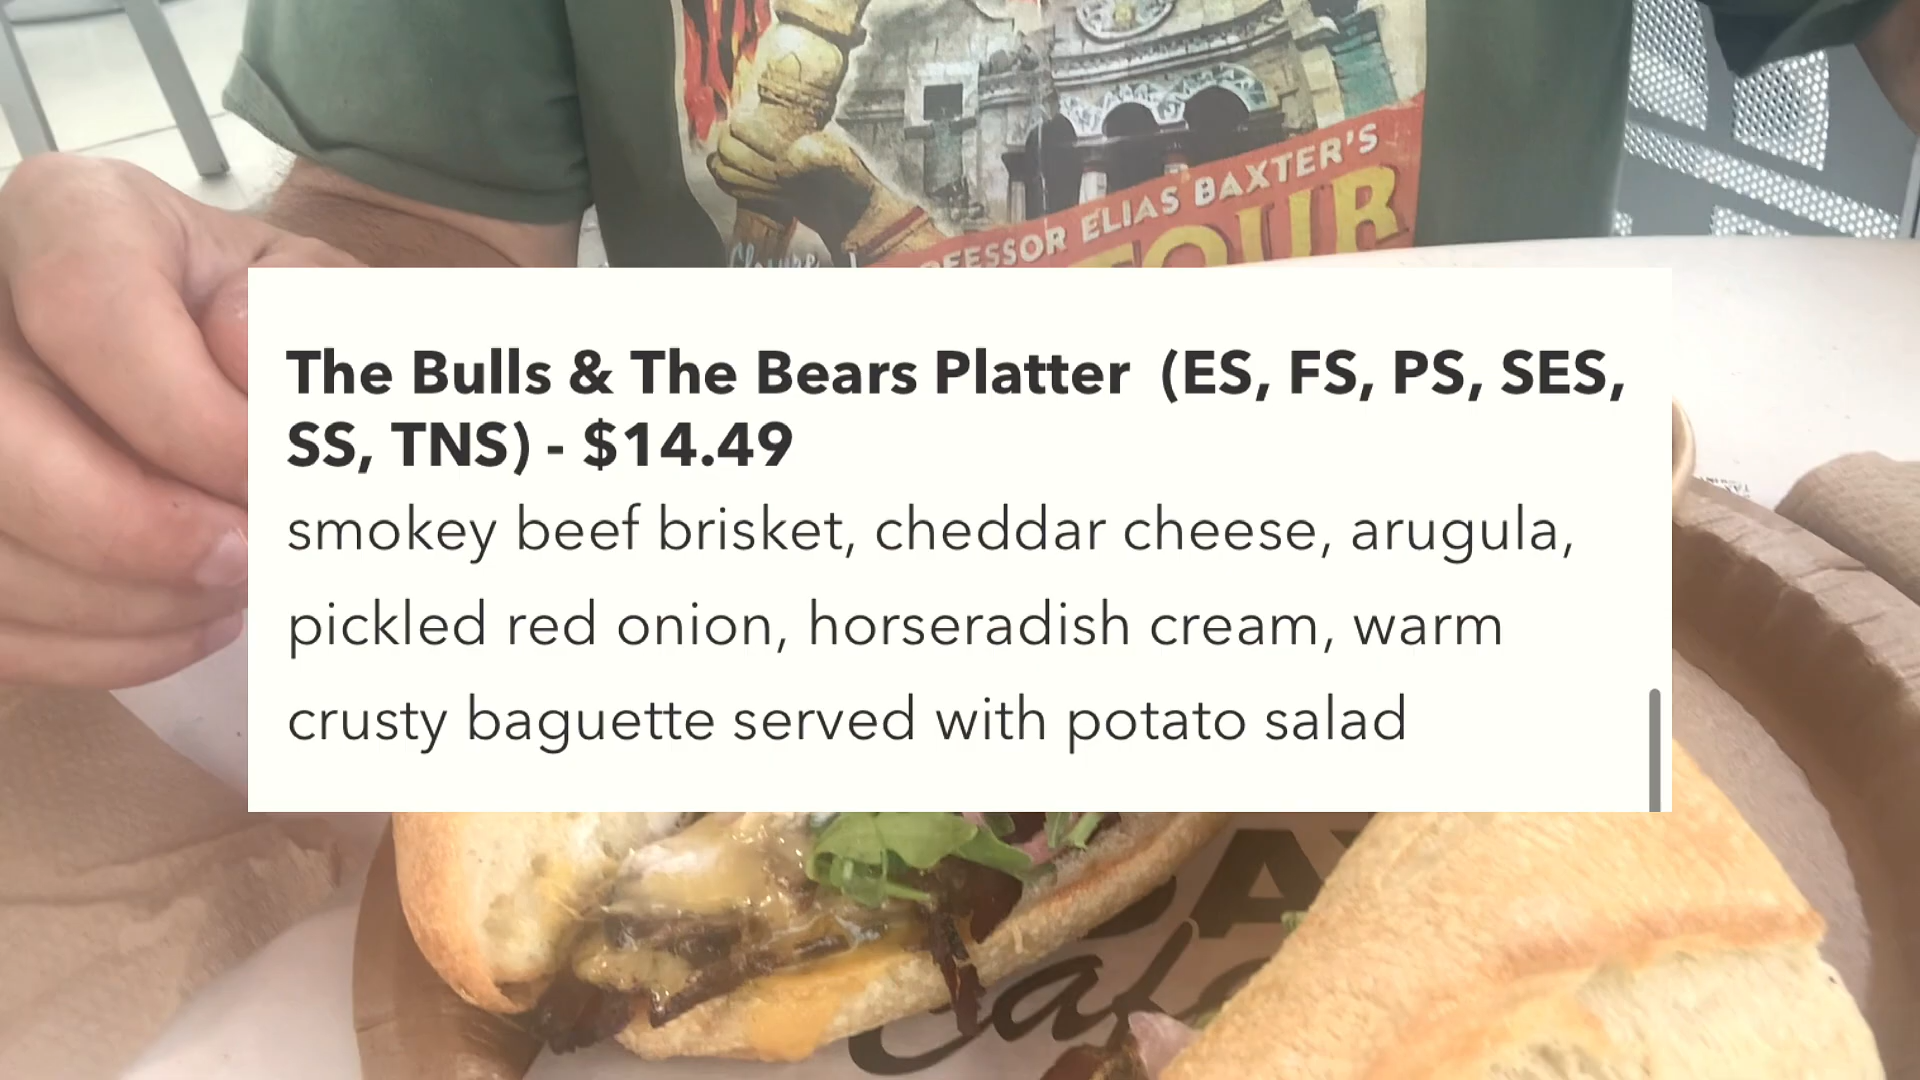 PROFESSOR ELIAS BAXTER'S
TOUR
The Bulls & The Bears Platter (ES, FS, PS, SES,
SS, TNS) - $14.49
smokey beef brisket, cheddar cheese, arugula,
pickled red onion, horseradish cream, warm
crusty baguette served with potato salad